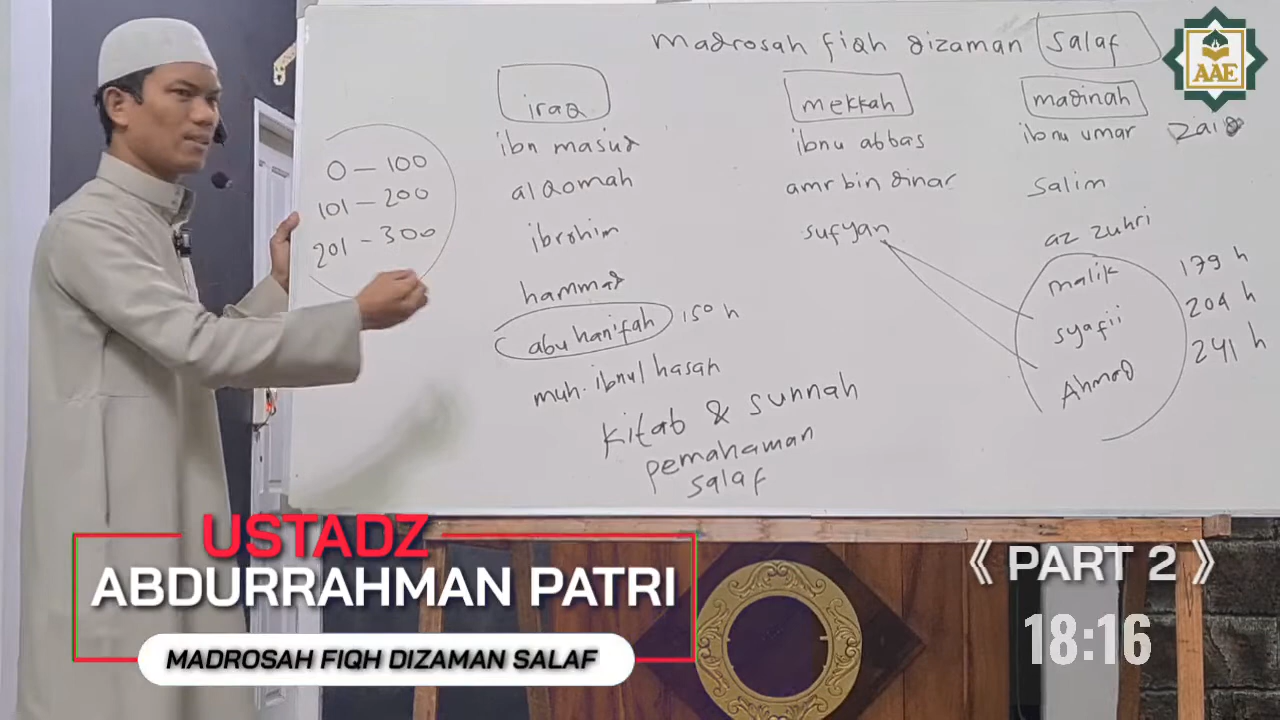 madrosah fiqh dizaman salaf
AAE
0 - 100
101 - 200
201 - 300
iraq
ibn masud
alqomah
ibrohim
hammad
abu hanifah 150 h
muh. ibnul hasan
mekkah
ibnu abbas
amr bin dinar
sufyan
madinah
ibnu umar zaid
salim
az zuhri
malik 179 h
syafii 204 h
Ahmad 241 h
kitab & sunnah
pemahaman
salaf
USTADZ
ABDURRAHMAN PATRI
MADROSAH FIQH DIZAMAN SALAF
《 PART 2 》
18:16